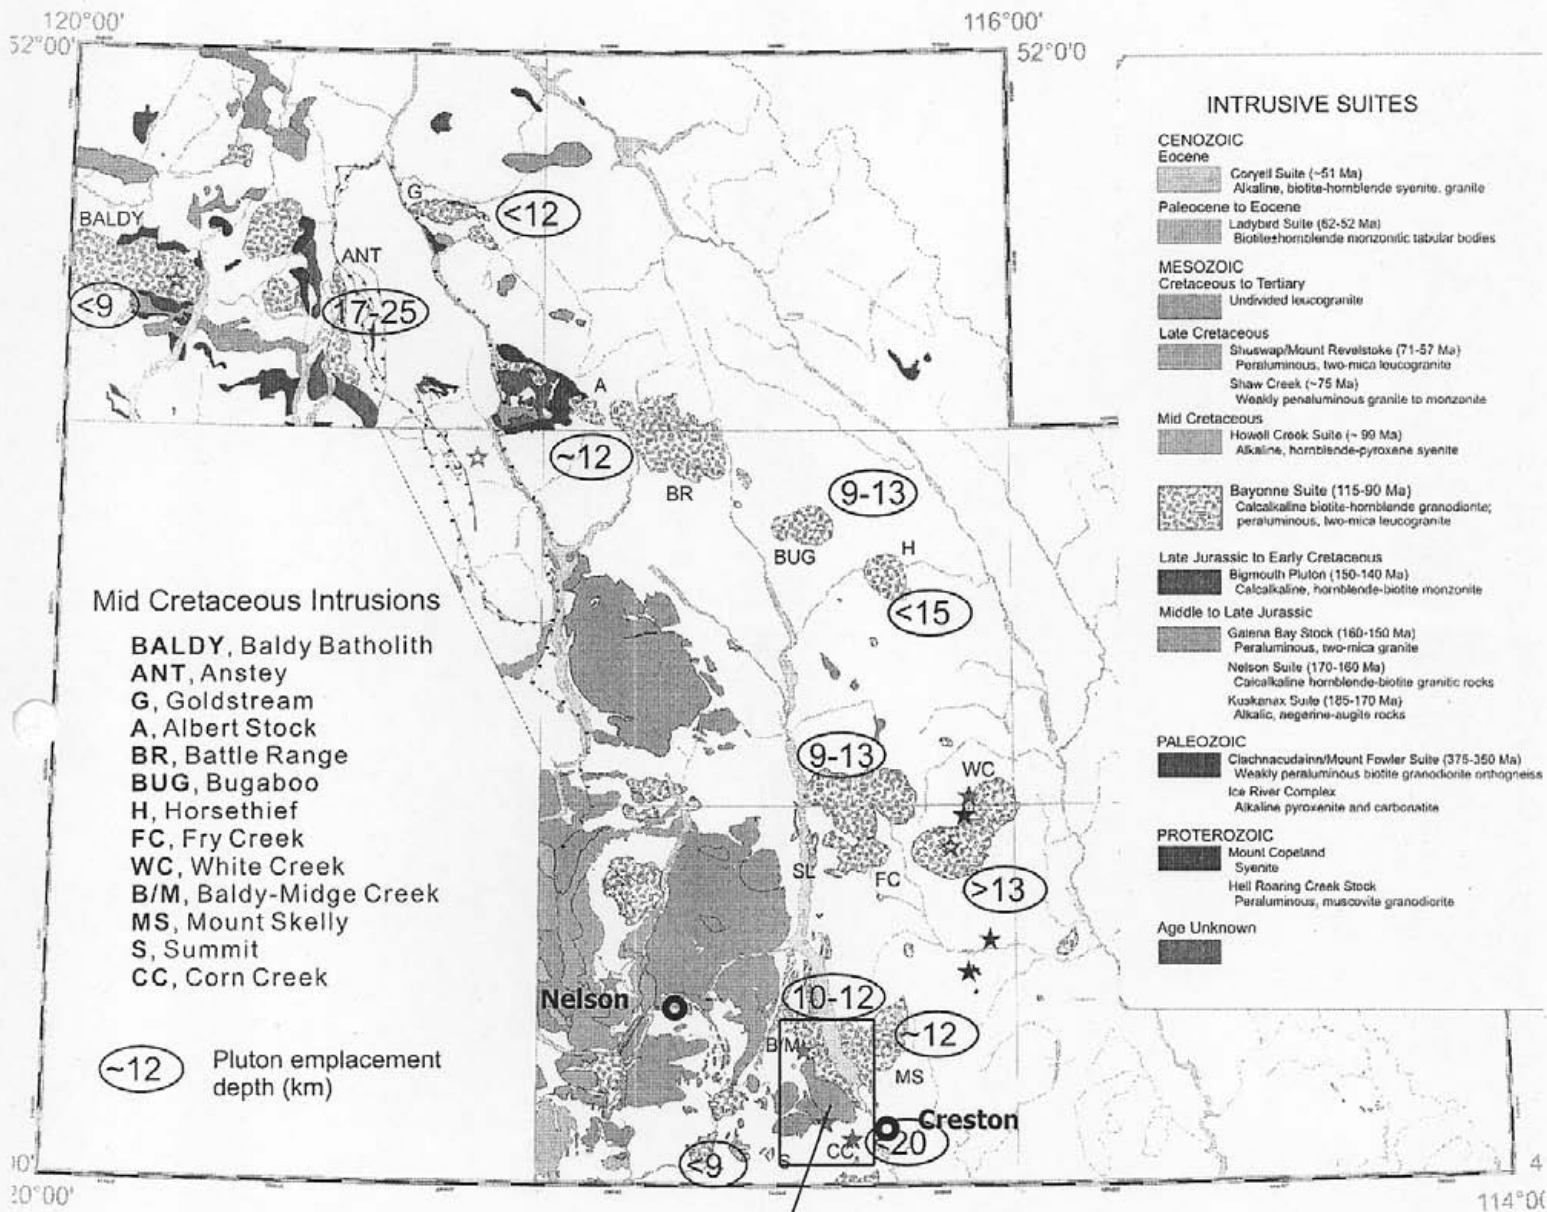 120°00'
116°00'
52°00'
52°0'0
G
<12
BALDY
ANT
<9
17-25
A
~12
BR
9-13
BUG
H
<15
9-13
WC
SL
FC
>13
Nelson
10-12
B/M
~12
MS
Creston
CC
20
<9
S
00'
20°00'
4
114°00
Mid Cretaceous Intrusions
BALDY, Baldy Batholith
ANT, Anstey
G, Goldstream
A, Albert Stock
BR, Battle Range
BUG, Bugaboo
H, Horsethief
FC, Fry Creek
WC, White Creek
B/M, Baldy-Midge Creek
MS, Mount Skelly
S, Summit
CC, Corn Creek
~12
Pluton emplacement
depth (km)
INTRUSIVE SUITES
CENOZOIC
Eocene
Coryell Suite (~51 Ma)
Alkaline, biotite-hornblende syenite, granite
Paleocene to Eocene
Ladybird Suite (62-52 Ma)
Biotite±hornblende monzonitic tabular bodies
MESOZOIC
Cretaceous to Tertiary
Undivided leucogranite
Late Cretaceous
Shuswap/Mount Revelstoke (71-57 Ma)
Peraluminous, two-mica leucogranite
Shaw Creek (~75 Ma)
Weakly peraluminous granite to monzonite
Mid Cretaceous
Howell Creek Suite (~ 99 Ma)
Alkaline, hornblende-pyroxene syenite
Bayonne Suite (115-90 Ma)
Calcalkaline biotite-hornblende granodiorite;
peraluminous, two-mica leucogranite
Late Jurassic to Early Cretaceous
Bigmouth Pluton (150-140 Ma)
Calcalkaline, hornblende-biotite monzonite
Middle to Late Jurassic
Galena Bay Stock (160-150 Ma)
Peraluminous, two-mica granite
Nelson Suite (170-160 Ma)
Calcalkaline hornblende-biotite granitic rocks
Kuskanax Suite (185-170 Ma)
Alkalic, aegerine-augite rocks
PALEOZOIC
Clachnacudainn/Mount Fowler Suite (375-350 Ma)
Weakly peraluminous biotite granodiorite orthogneiss
Ice River Complex
Alkaline pyroxenite and carbonatite
PROTEROZOIC
Mount Copeland
Syenite
Hell Roaring Creek Stock
Peraluminous, muscovite granodiorite
Age Unknown